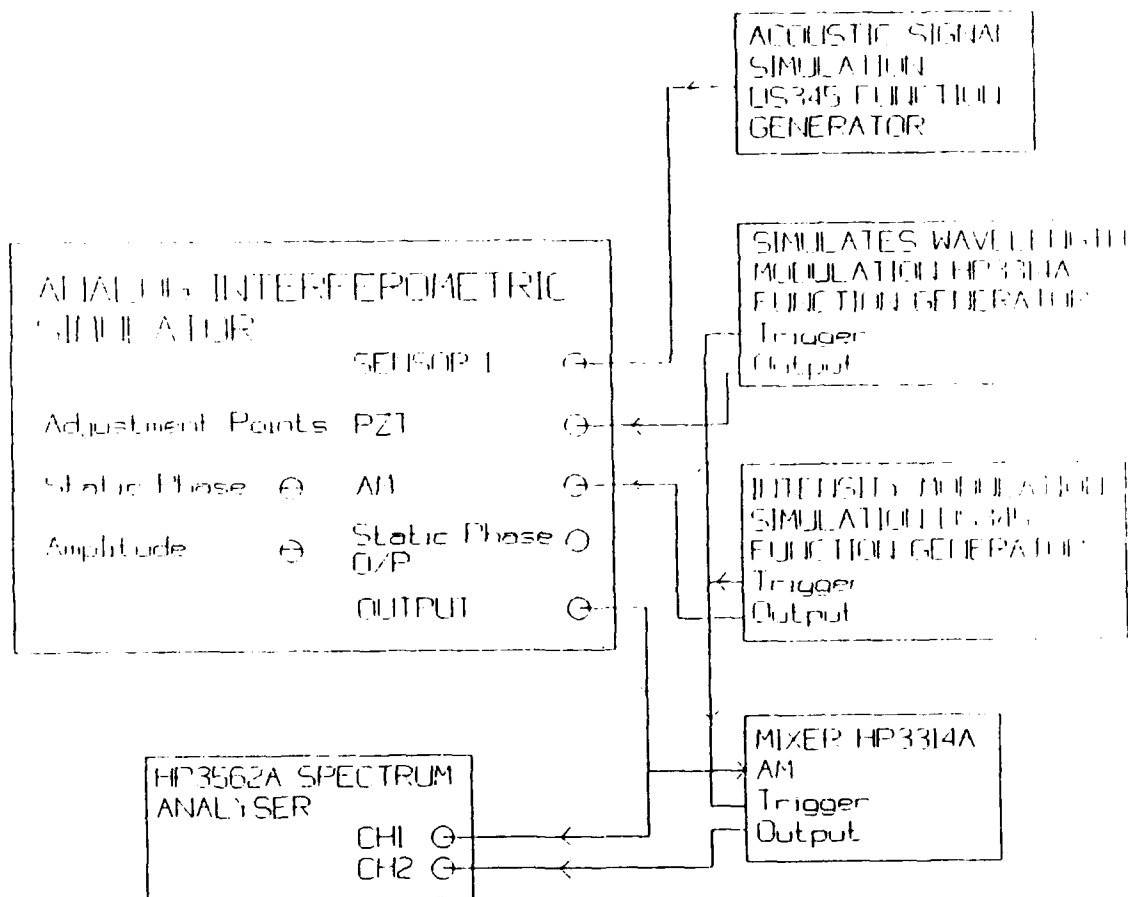 ACOUSTIC SIGNAL
SIMULATION
DS345 FUNCTION
GENERATOR
SIMULATES WAVELENGTH
MODULATION HP3314A
FUNCTION GENERATOR
Trigger
Output
ANALOG INTERFEROMETRIC
SIMULATOR
SENSOR 1
Adjustment Points PZT
Static Phase AM
Amplitude Static Phase
O/P
OUTPUT
INTENSITY MODULATION
SIMULATION DS345
FUNCTION GENERATOR
Trigger
Output
MIXER HP3314A
AM
Trigger
Output
HP3562A SPECTRUM
ANALYSER
CH1
CH2